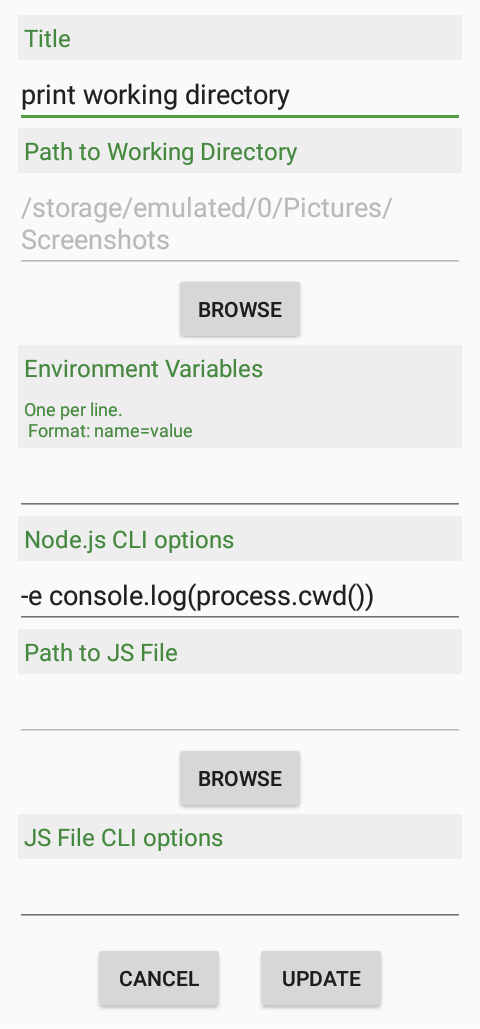 Title
print working directory
Path to Working Directory
/storage/emulated/0/Pictures/
Screenshots
BROWSE
Environment Variables
One per line.
Format: name=value
Node.js CLI options
-e console.log(process.cwd())
Path to JS File
BROWSE
JS File CLI options
CANCEL UPDATE